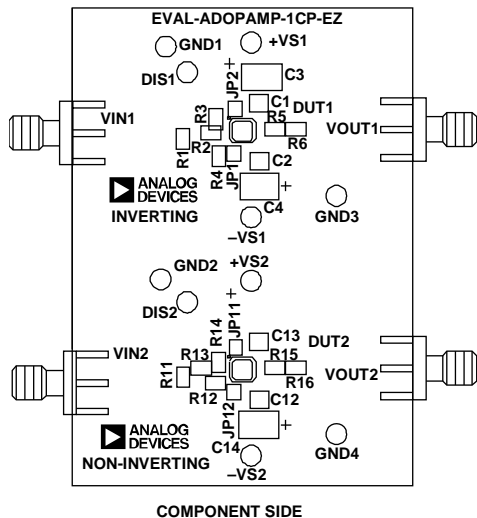 EVAL-ADOPAMP-1CP-EZ
GND1
+VS1
DIS1
JP2
+
C3
VIN1
R3
C1
DUT1
R5
VOUT1
R1
R2
R6
R4
JP1
C2
ANALOG
DEVICES
INVERTING
+
C4
GND3
–VS1
GND2
+VS2
DIS2
+
JP11
R14
C13
DUT2
VIN2
R13
R15
R11
R16
VOUT2
R12
JP12
C12
ANALOG
DEVICES
+
C14
NON-INVERTING
GND4
–VS2
COMPONENT SIDE